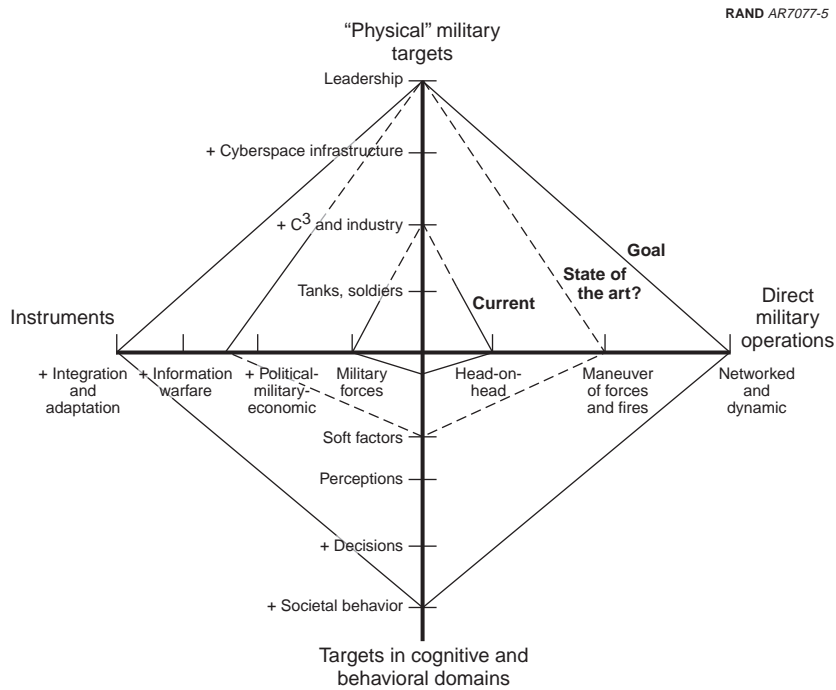 RAND AR7077-5
“Physical” military
targets
Leadership
+ Cyberspace infrastructure
+ C³ and industry
Tanks, soldiers
Goal
State of
the art?
Current
Instruments
Direct
military
operations
+ Integration
and
adaptation
+ Information
warfare
+ Political-
military-
economic
Military
forces
Head-on-
head
Maneuver
of forces
and fires
Networked
and
dynamic
Soft factors
Perceptions
+ Decisions
+ Societal behavior
Targets in cognitive and
behavioral domains